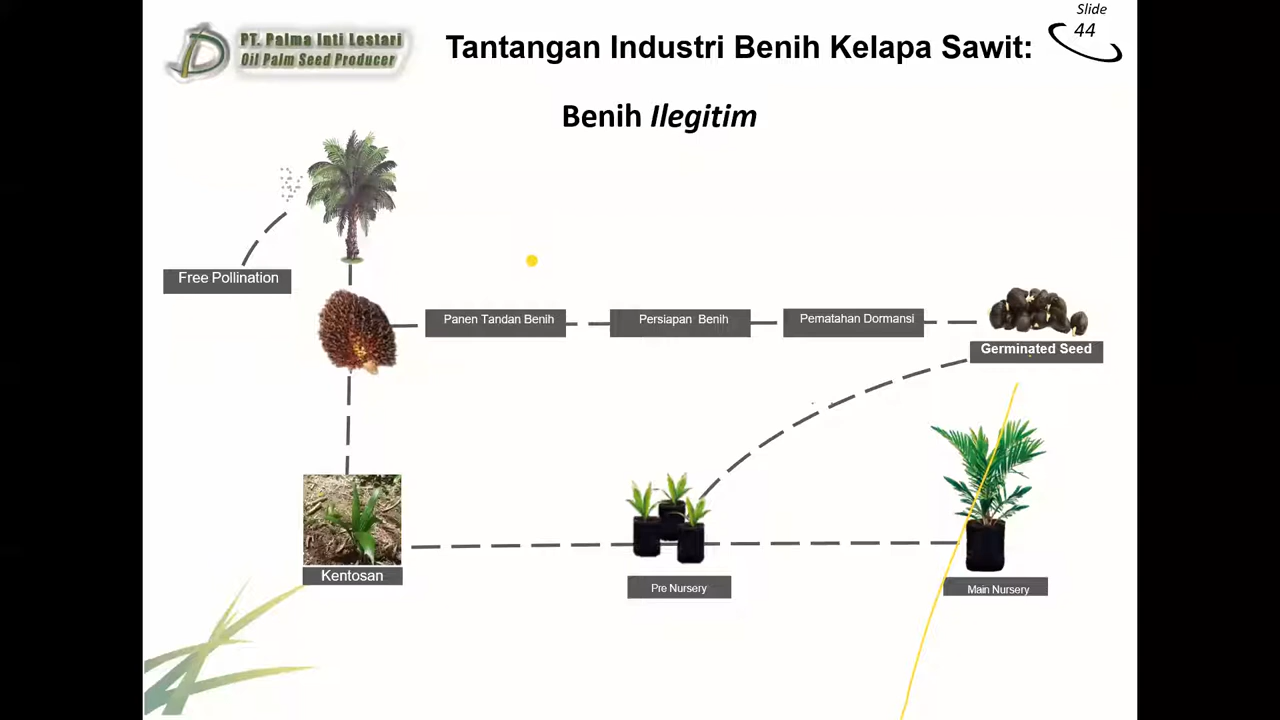 Slide
44
PT. Palma Inti Lestari
Oil Palm Seed Producer
Tantangan Industri Benih Kelapa Sawit:
Benih Ilegitim
Free Pollination
Panen Tandan Benih
Persiapan Benih
Pematahan Dormansi
Germinated Seed
Kentosan
Pre Nursery
Main Nursery